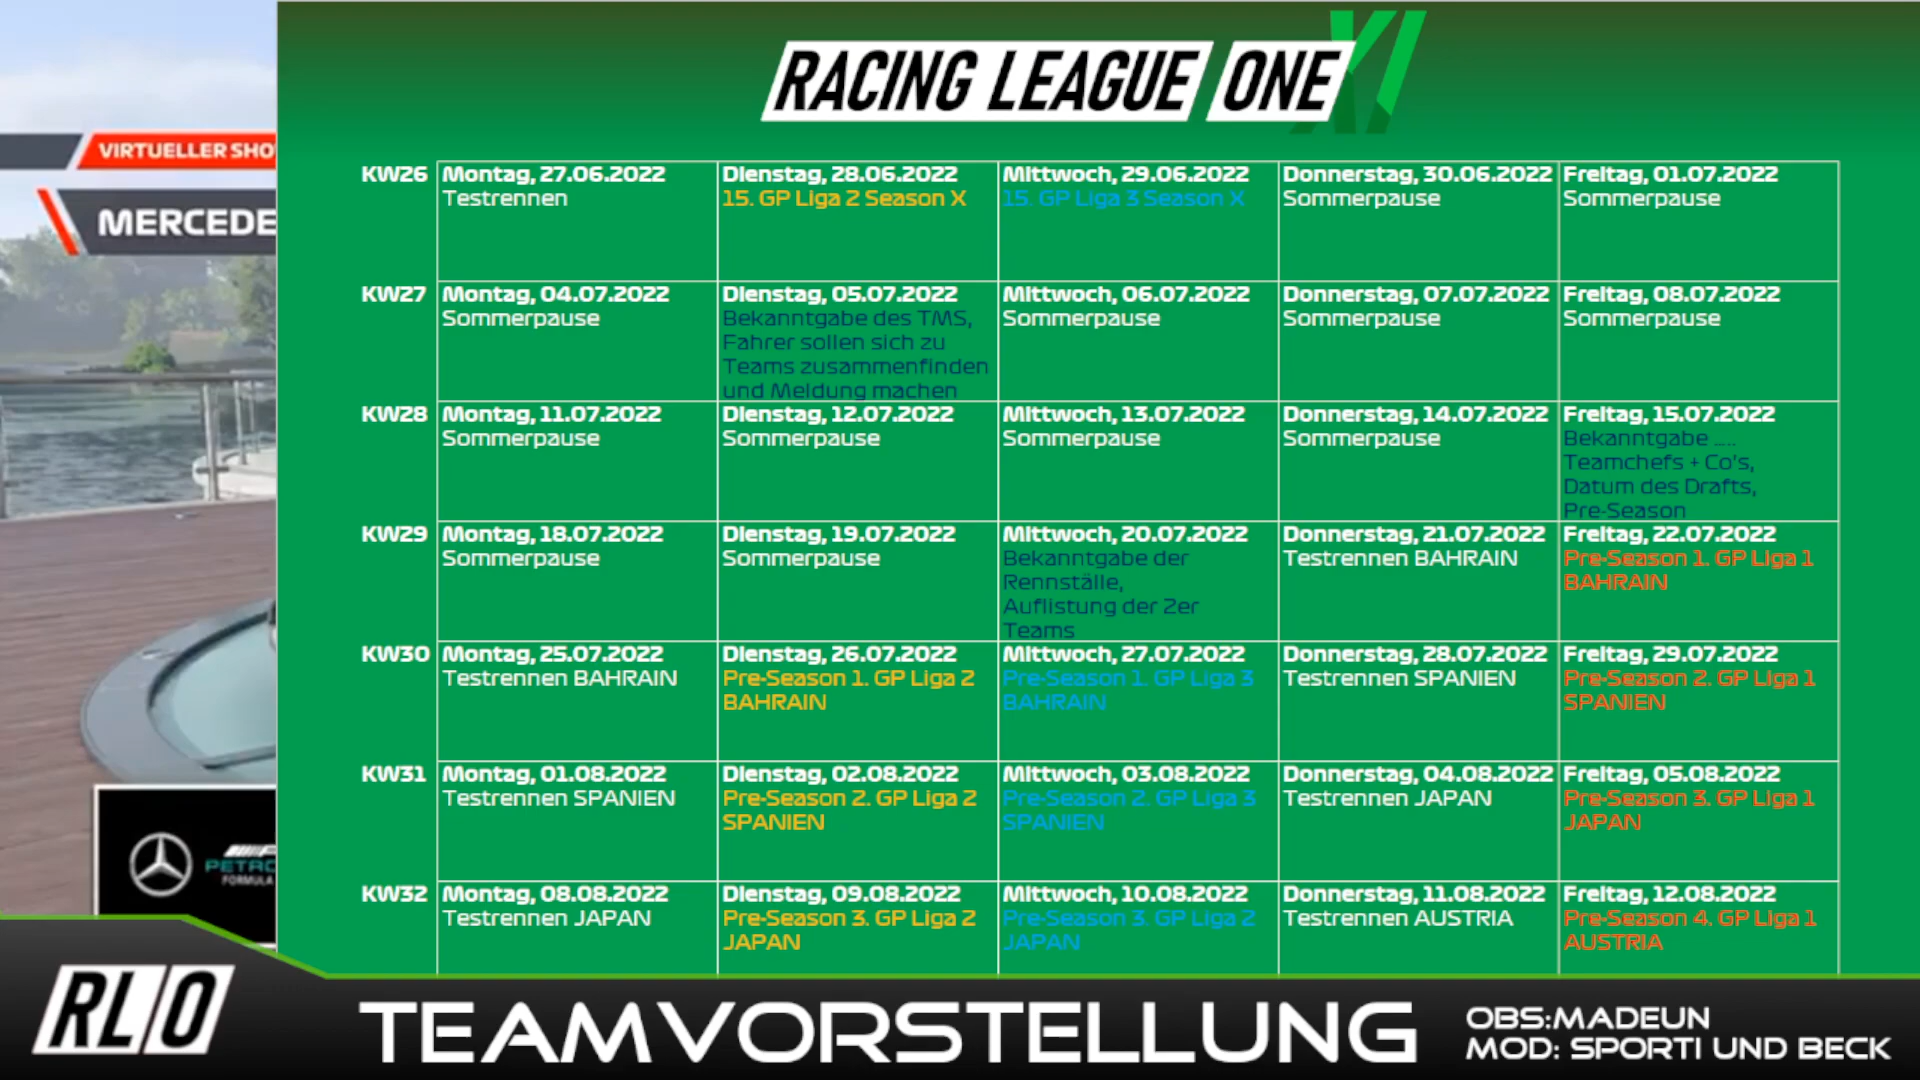 RACING LEAGUE ONE XI
VIRTUELLER SHO
MERCEDE
KW26
Montag, 27.06.2022
Testrennen
Dienstag, 28.06.2022
15. GP Liga 2 Season X
Mittwoch, 29.06.2022
15. GP Liga 3 Season X
Donnerstag, 30.06.2022
Sommerpause
Freitag, 01.07.2022
Sommerpause
KW27
Montag, 04.07.2022
Sommerpause
Dienstag, 05.07.2022
Bekanntgabe des TMS,
Fahrer sollen sich zu
Teams zusammenfinden
und Meldung machen
Mittwoch, 06.07.2022
Sommerpause
Donnerstag, 07.07.2022
Sommerpause
Freitag, 08.07.2022
Sommerpause
KW28
Montag, 11.07.2022
Sommerpause
Dienstag, 12.07.2022
Sommerpause
Mittwoch, 13.07.2022
Sommerpause
Donnerstag, 14.07.2022
Sommerpause
Freitag, 15.07.2022
Bekanntgabe .....
Teamchefs + Co's,
Datum des Drafts,
Pre-Season
KW29
Montag, 18.07.2022
Sommerpause
Dienstag, 19.07.2022
Sommerpause
Mittwoch, 20.07.2022
Bekanntgabe der
Rennställe,
Auflistung der 2er
Teams
Donnerstag, 21.07.2022
Testrennen BAHRAIN
Freitag, 22.07.2022
Pre-Season 1. GP Liga 1
BAHRAIN
KW30
Montag, 25.07.2022
Testrennen BAHRAIN
Dienstag, 26.07.2022
Pre-Season 1. GP Liga 2
BAHRAIN
Mittwoch, 27.07.2022
Pre-Season 1. GP Liga 3
BAHRAIN
Donnerstag, 28.07.2022
Testrennen SPANIEN
Freitag, 29.07.2022
Pre-Season 2. GP Liga 1
SPANIEN
KW31
Montag, 01.08.2022
Testrennen SPANIEN
Dienstag, 02.08.2022
Pre-Season 2. GP Liga 2
SPANIEN
Mittwoch, 03.08.2022
Pre-Season 2. GP Liga 3
SPANIEN
Donnerstag, 04.08.2022
Testrennen JAPAN
Freitag, 05.08.2022
Pre-Season 3. GP Liga 1
JAPAN
KW32
Montag, 08.08.2022
Testrennen JAPAN
Dienstag, 09.08.2022
Pre-Season 3. GP Liga 2
JAPAN
Mittwoch, 10.08.2022
Pre-Season 3. GP Liga 2
JAPAN
Donnerstag, 11.08.2022
Testrennen AUSTRIA
Freitag, 12.08.2022
Pre-Season 4. GP Liga 1
AUSTRIA
PETRO
FORMULA
RLO
TEAMVORSTELLUNG
OBS:MADEUN
MOD: SPORTI UND BECK